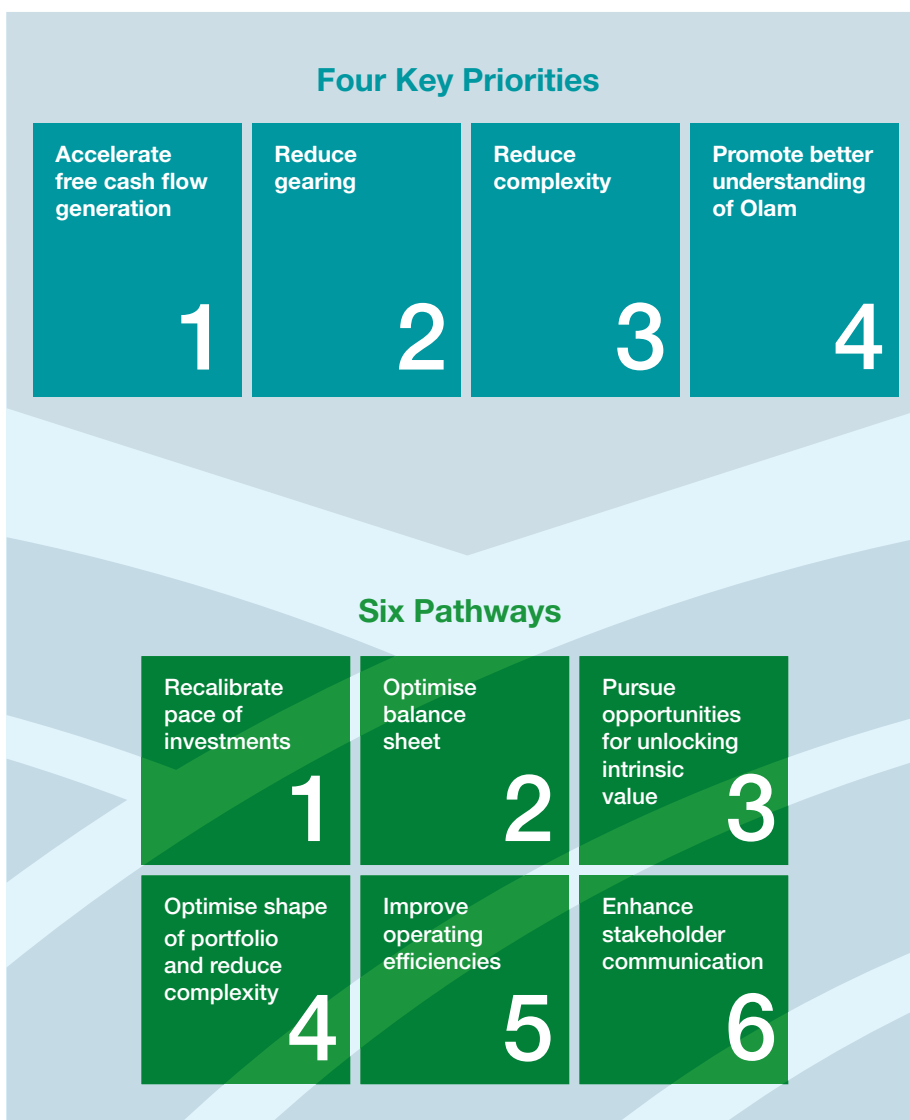 Four Key Priorities
Accelerate
free cash flow
generation
1
Reduce
gearing
2
Reduce
complexity
3
Promote better
understanding
of Olam
4
Six Pathways
Recalibrate
pace of
investments
1
Optimise
balance
sheet
2
Pursue
opportunities
for unlocking
intrinsic
value
3
Optimise shape
of portfolio
and reduce
complexity
4
Improve
operating
efficiencies
5
Enhance
stakeholder
communication
6